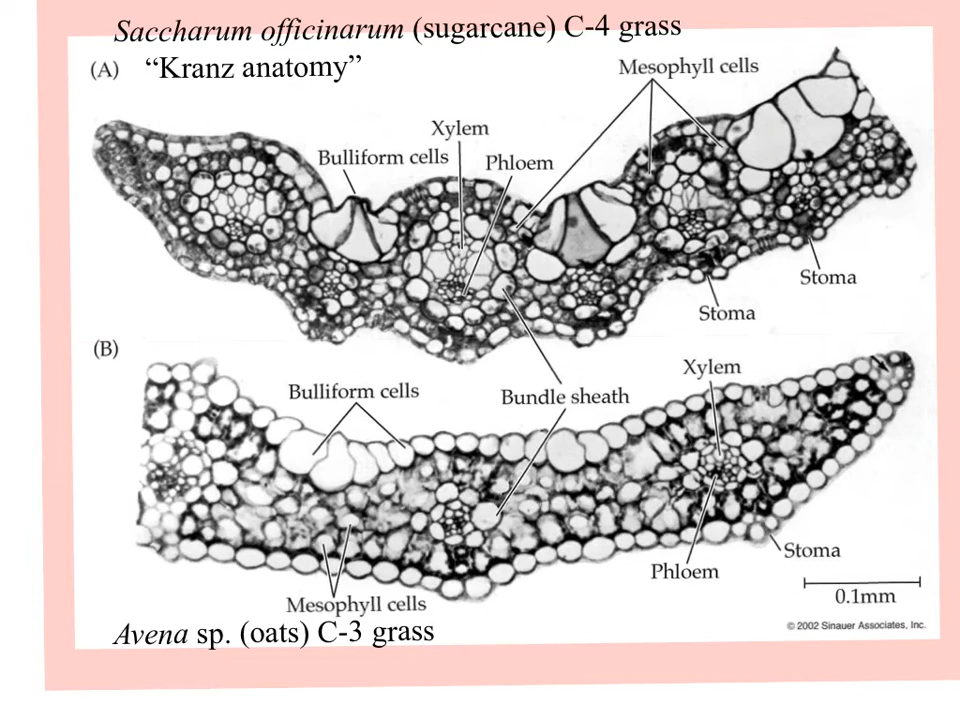 Saccharum officinarum (sugarcane) C-4 grass
(A) “Kranz anatomy”
Mesophyll cells
Xylem
Bulliform cells
Phloem
Stoma
Stoma
(B)
Xylem
Bulliform cells
Bundle sheath
Stoma
Phloem
0.1mm
Mesophyll cells
© 2002 Sinauer Associates, Inc.
Avena sp. (oats) C-3 grass